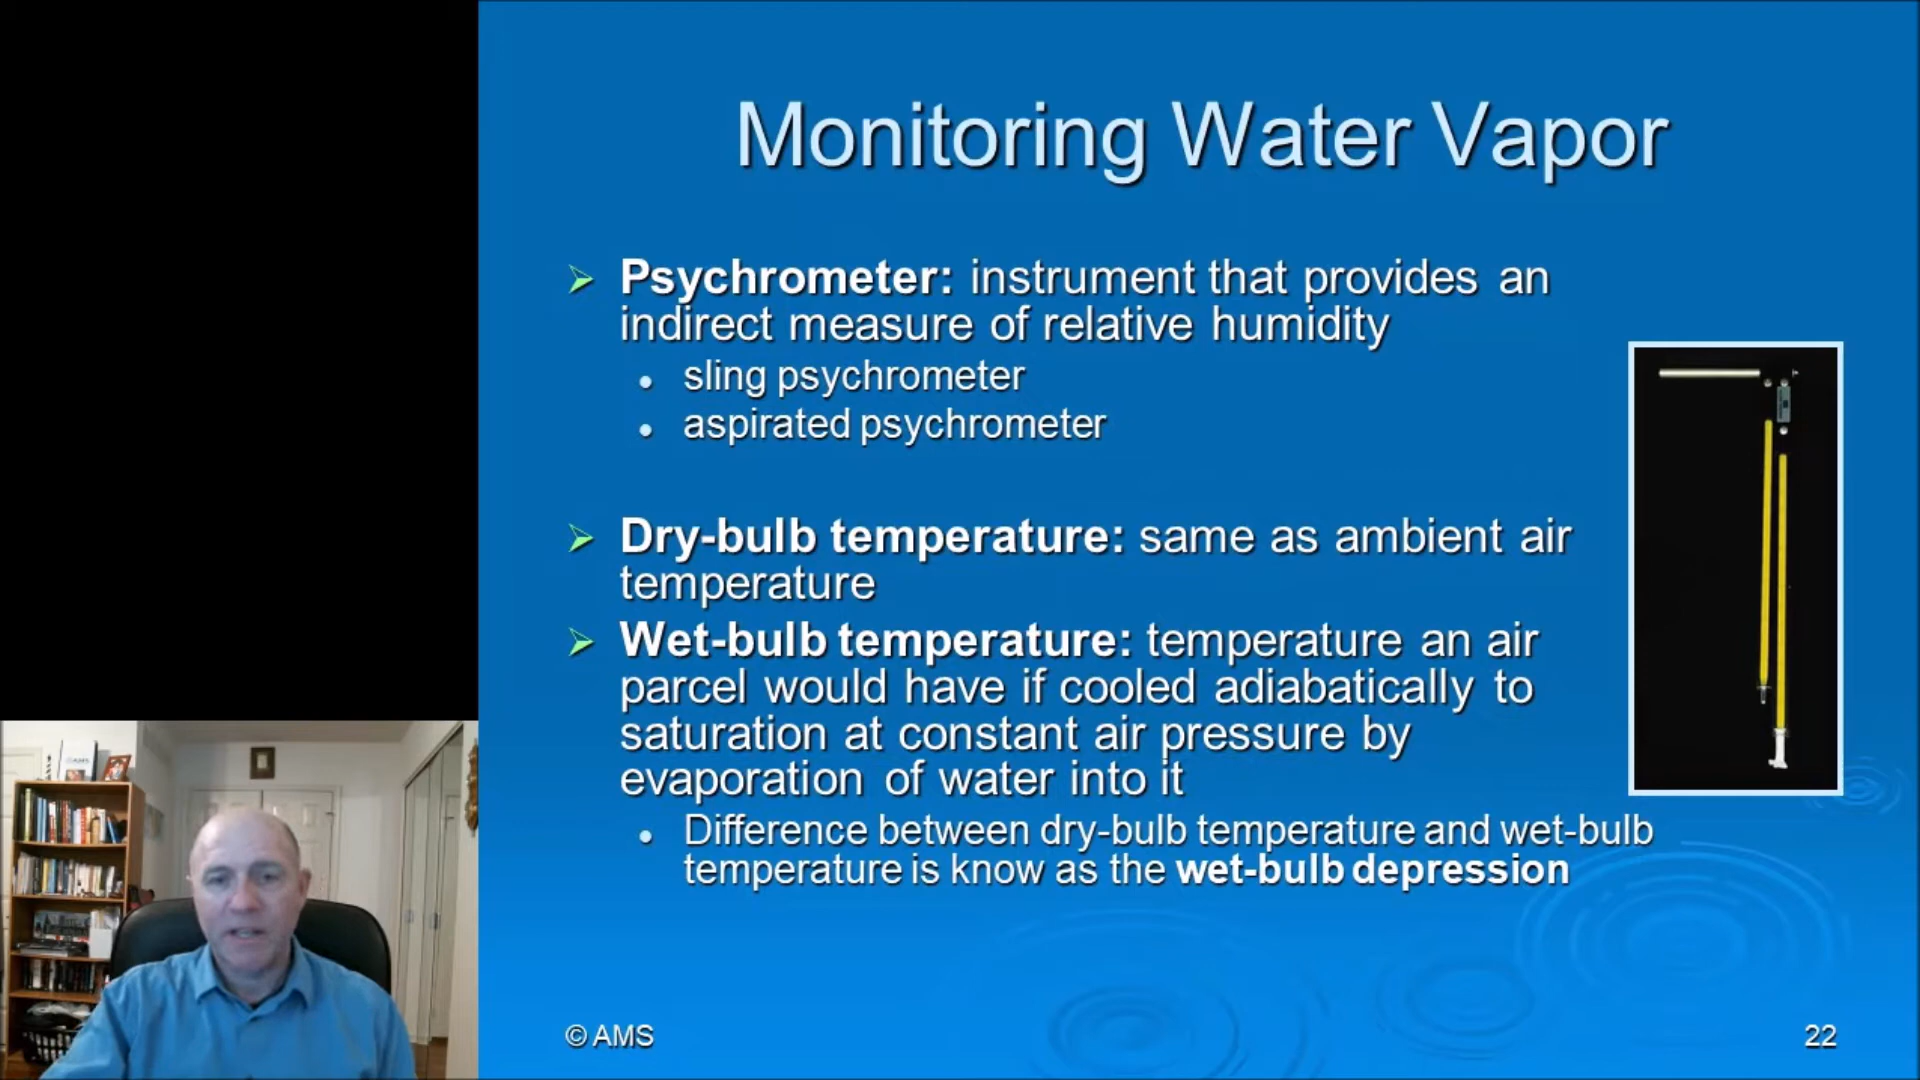 Monitoring Water Vapor
Psychrometer: instrument that provides an
indirect measure of relative humidity
sling psychrometer
aspirated psychrometer
Dry-bulb temperature: same as ambient air
temperature
Wet-bulb temperature: temperature an air
parcel would have if cooled adiabatically to
saturation at constant air pressure by
evaporation of water into it
Difference between dry-bulb temperature and wet-bulb
temperature is know as the wet-bulb depression
© AMS
22